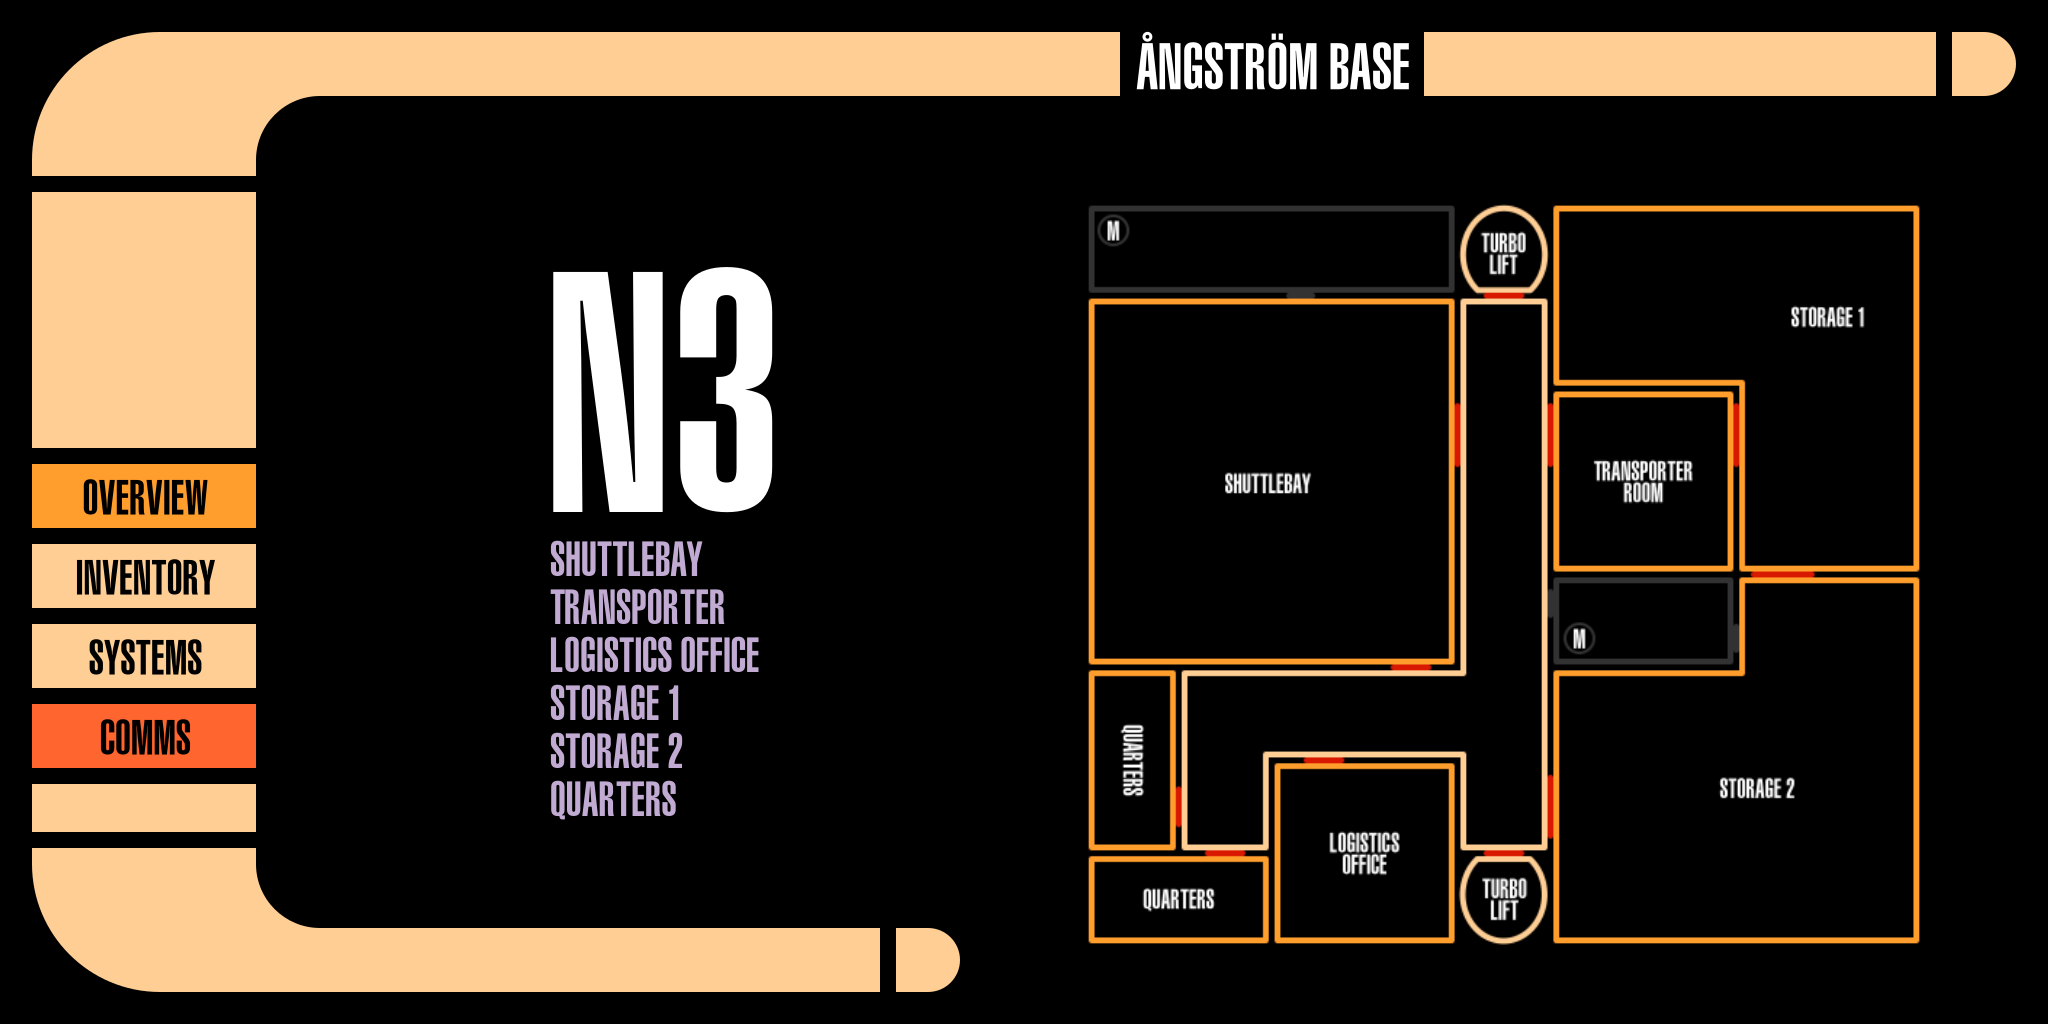 ÅNGSTRÖM BASE
OVERVIEW
INVENTORY
SYSTEMS
COMMS
N3
SHUTTLEBAY
TRANSPORTER
LOGISTICS OFFICE
STORAGE 1
STORAGE 2
QUARTERS
M
TURBO
LIFT
STORAGE 1
SHUTTLEBAY
TRANSPORTER
ROOM
M
QUARTERS
STORAGE 2
LOGISTICS
OFFICE
QUARTERS
TURBO
LIFT